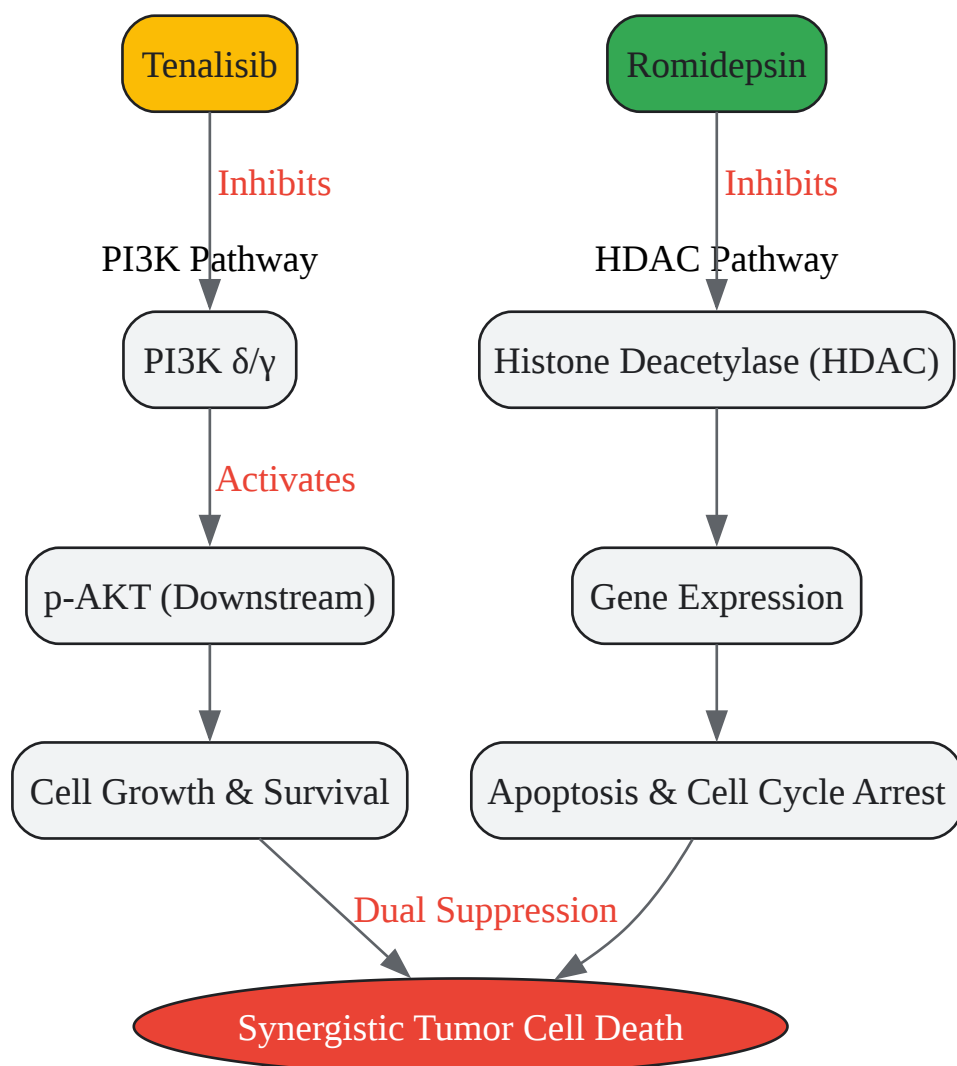 Tenalisib
Romidepsin
Inhibits
Inhibits
PI3K Pathway
HDAC Pathway
PI3K δ/γ
Histone Deacetylase (HDAC)
Activates
p-AKT (Downstream)
Gene Expression
Cell Growth & Survival
Apoptosis & Cell Cycle Arrest
Dual Suppression
Synergistic Tumor Cell Death